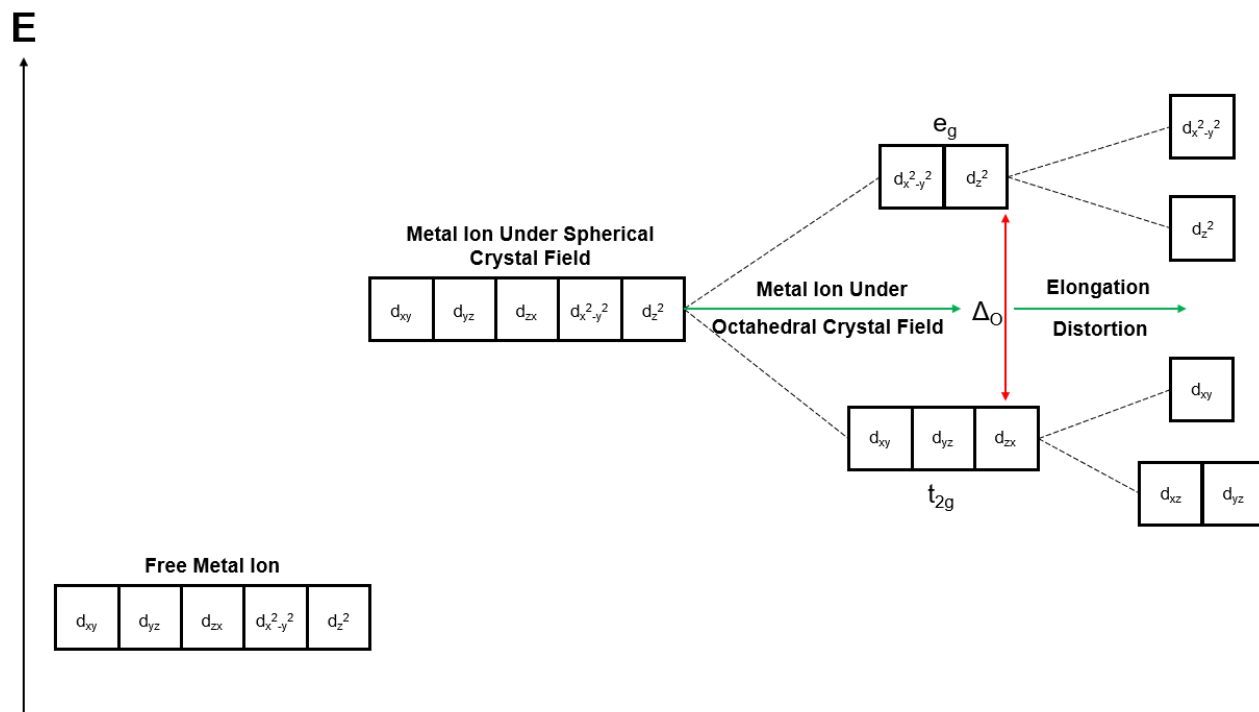 E
e_g
d_x²-y²
d_x²-y² d_z²
d_z²
Metal Ion Under Spherical
Crystal Field
d_xy d_yz d_zx d_x²-y² d_z²
Metal Ion Under
Octahedral Crystal Field
Δ_O
Elongation
Distortion
d_xy
d_xy d_yz d_zx
t_2g
d_xz d_yz
Free Metal Ion
d_xy d_yz d_zx d_x²-y² d_z²